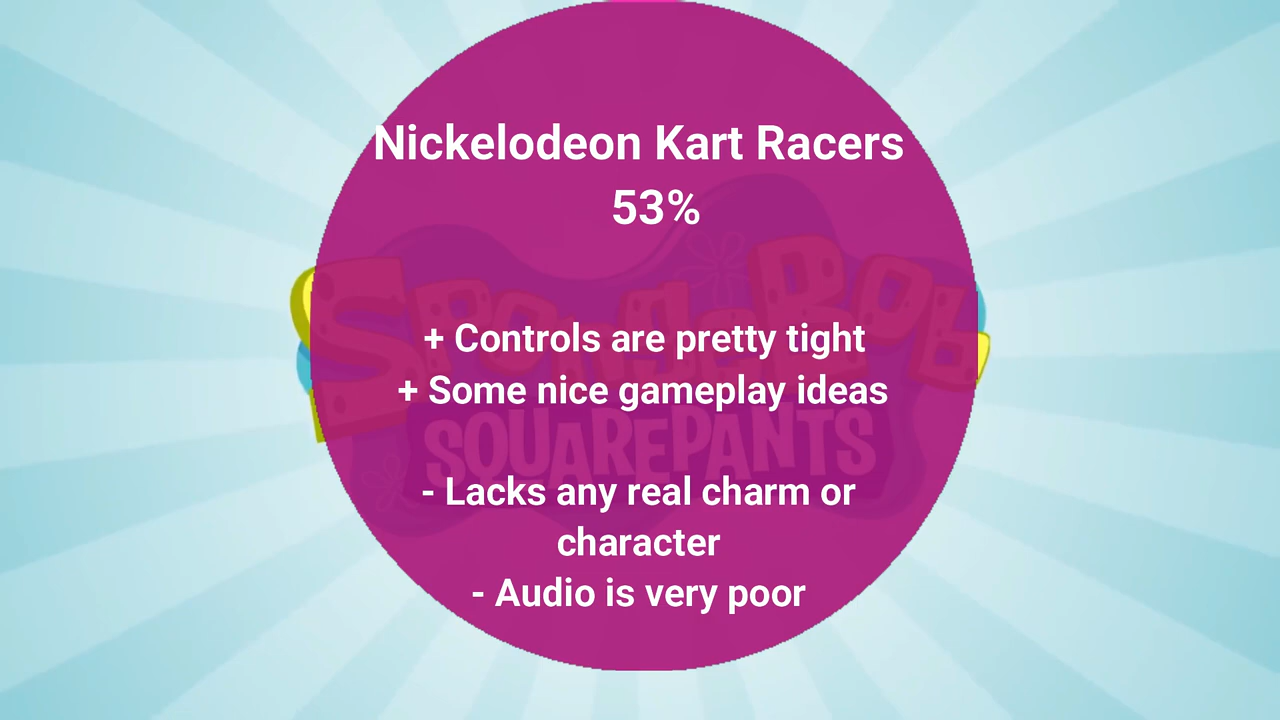 Nickelodeon Kart Racers
53%
SpongeBob
+ Controls are pretty tight
+ Some nice gameplay ideas
SQUAREPANTS
- Lacks any real charm or
character
- Audio is very poor